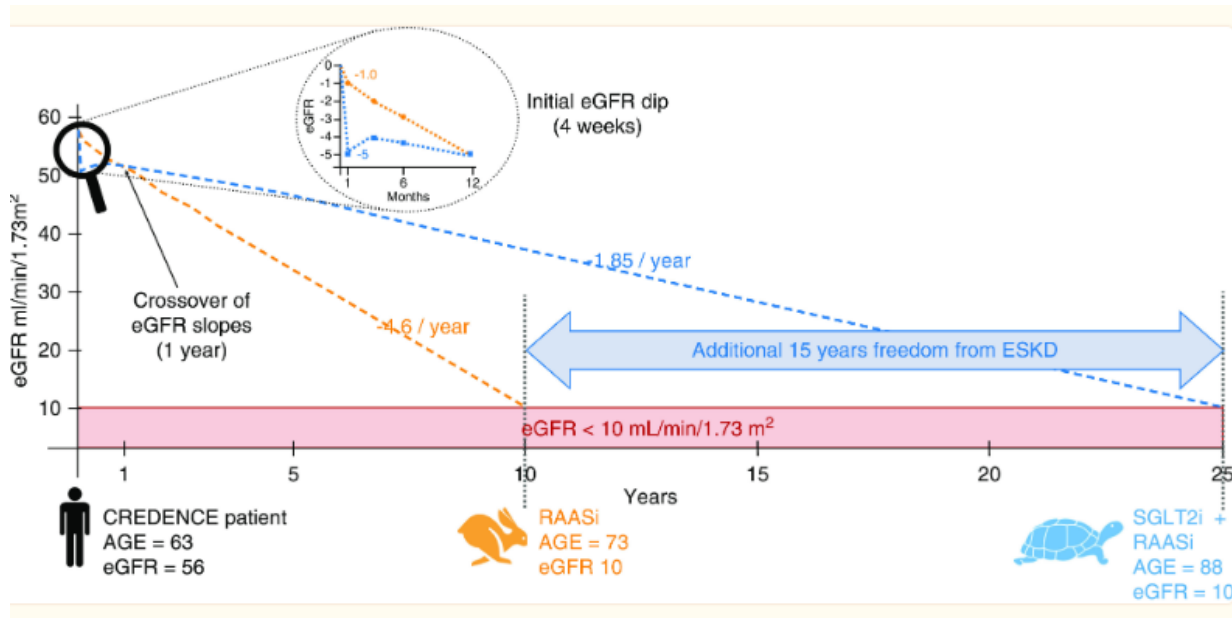 0
-1
-2
-3
-4
-5
eGFR
-1.0
-5
1
6
12
Months
Initial eGFR dip
(4 weeks)
60
50
40
30
20
10
eGFR ml/min/1.73m²
Crossover of
eGFR slopes
(1 year)
-4.6 / year
-1.85 / year
Additional 15 years freedom from ESKD
eGFR < 10 mL/min/1.73 m²
1
5
10
15
20
25
Years
CREDENCE patient
AGE = 63
eGFR = 56
RAASi
AGE = 73
eGFR 10
SGLT2i +
RAASi
AGE = 88
eGFR = 10